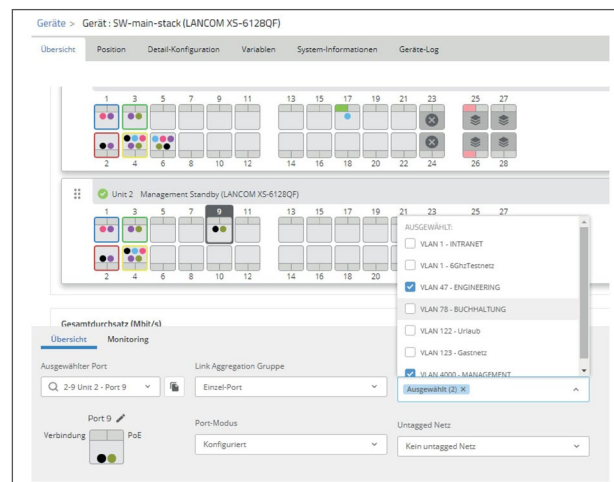 Geräte > Gerät : SW-main-stack (LANCOM XS-6128QF)
Übersicht Position Detail-Konfiguration Variablen System-Informationen Geräte-Log
1 3 5 7 9 11 13 15 17 19 21 23 25 27
2 4 6 8 10 12 14 16 18 20 22 24 26 28
Unit 2 Management Standby (LANCOM XS-6128QF)
1 3 5 7 9 11 13 15 17 19 21 23 25 27
2 4 6 8 10 12 14 16 18 20
AUSGEWÄHLT:
VLAN 1 - INTRANET
VLAN 1 - 6GhzTestnetz
VLAN 47 - ENGINEERING
VLAN 78 - BUCHHALTUNG
VLAN 122 - Urlaub
VLAN 123 - Gastnetz
VLAN 4000 - MANAGEMENT
Gesamtdurchsatz (Mbit/s)
Übersicht Monitoring
Ausgewählter Port Link Aggregation Gruppe
2-9 Unit 2 - Port 9 Einzel-Port Ausgewählt (2) ×
Port 9
Verbindung PoE
Port-Modus Untagged Netz
Konfiguriert Kein untagged Netz